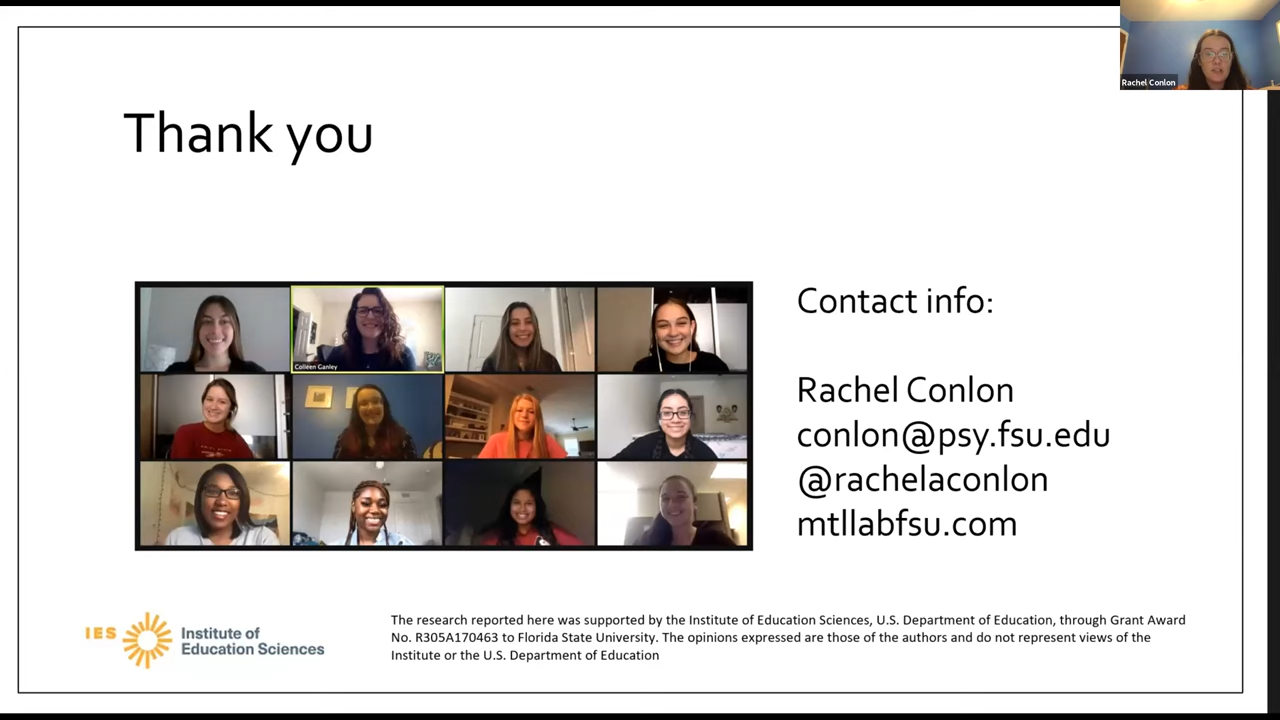 Rachel Conlon
Thank you
Colleen Ganley
Contact info:
Rachel Conlon
conlon@psy.fsu.edu
@rachelaconlon
mtllabfsu.com
IES
Institute of
Education Sciences
The research reported here was supported by the Institute of Education Sciences, U.S. Department of Education, through Grant Award
No. R305A170463 to Florida State University. The opinions expressed are those of the authors and do not represent views of the
Institute or the U.S. Department of Education